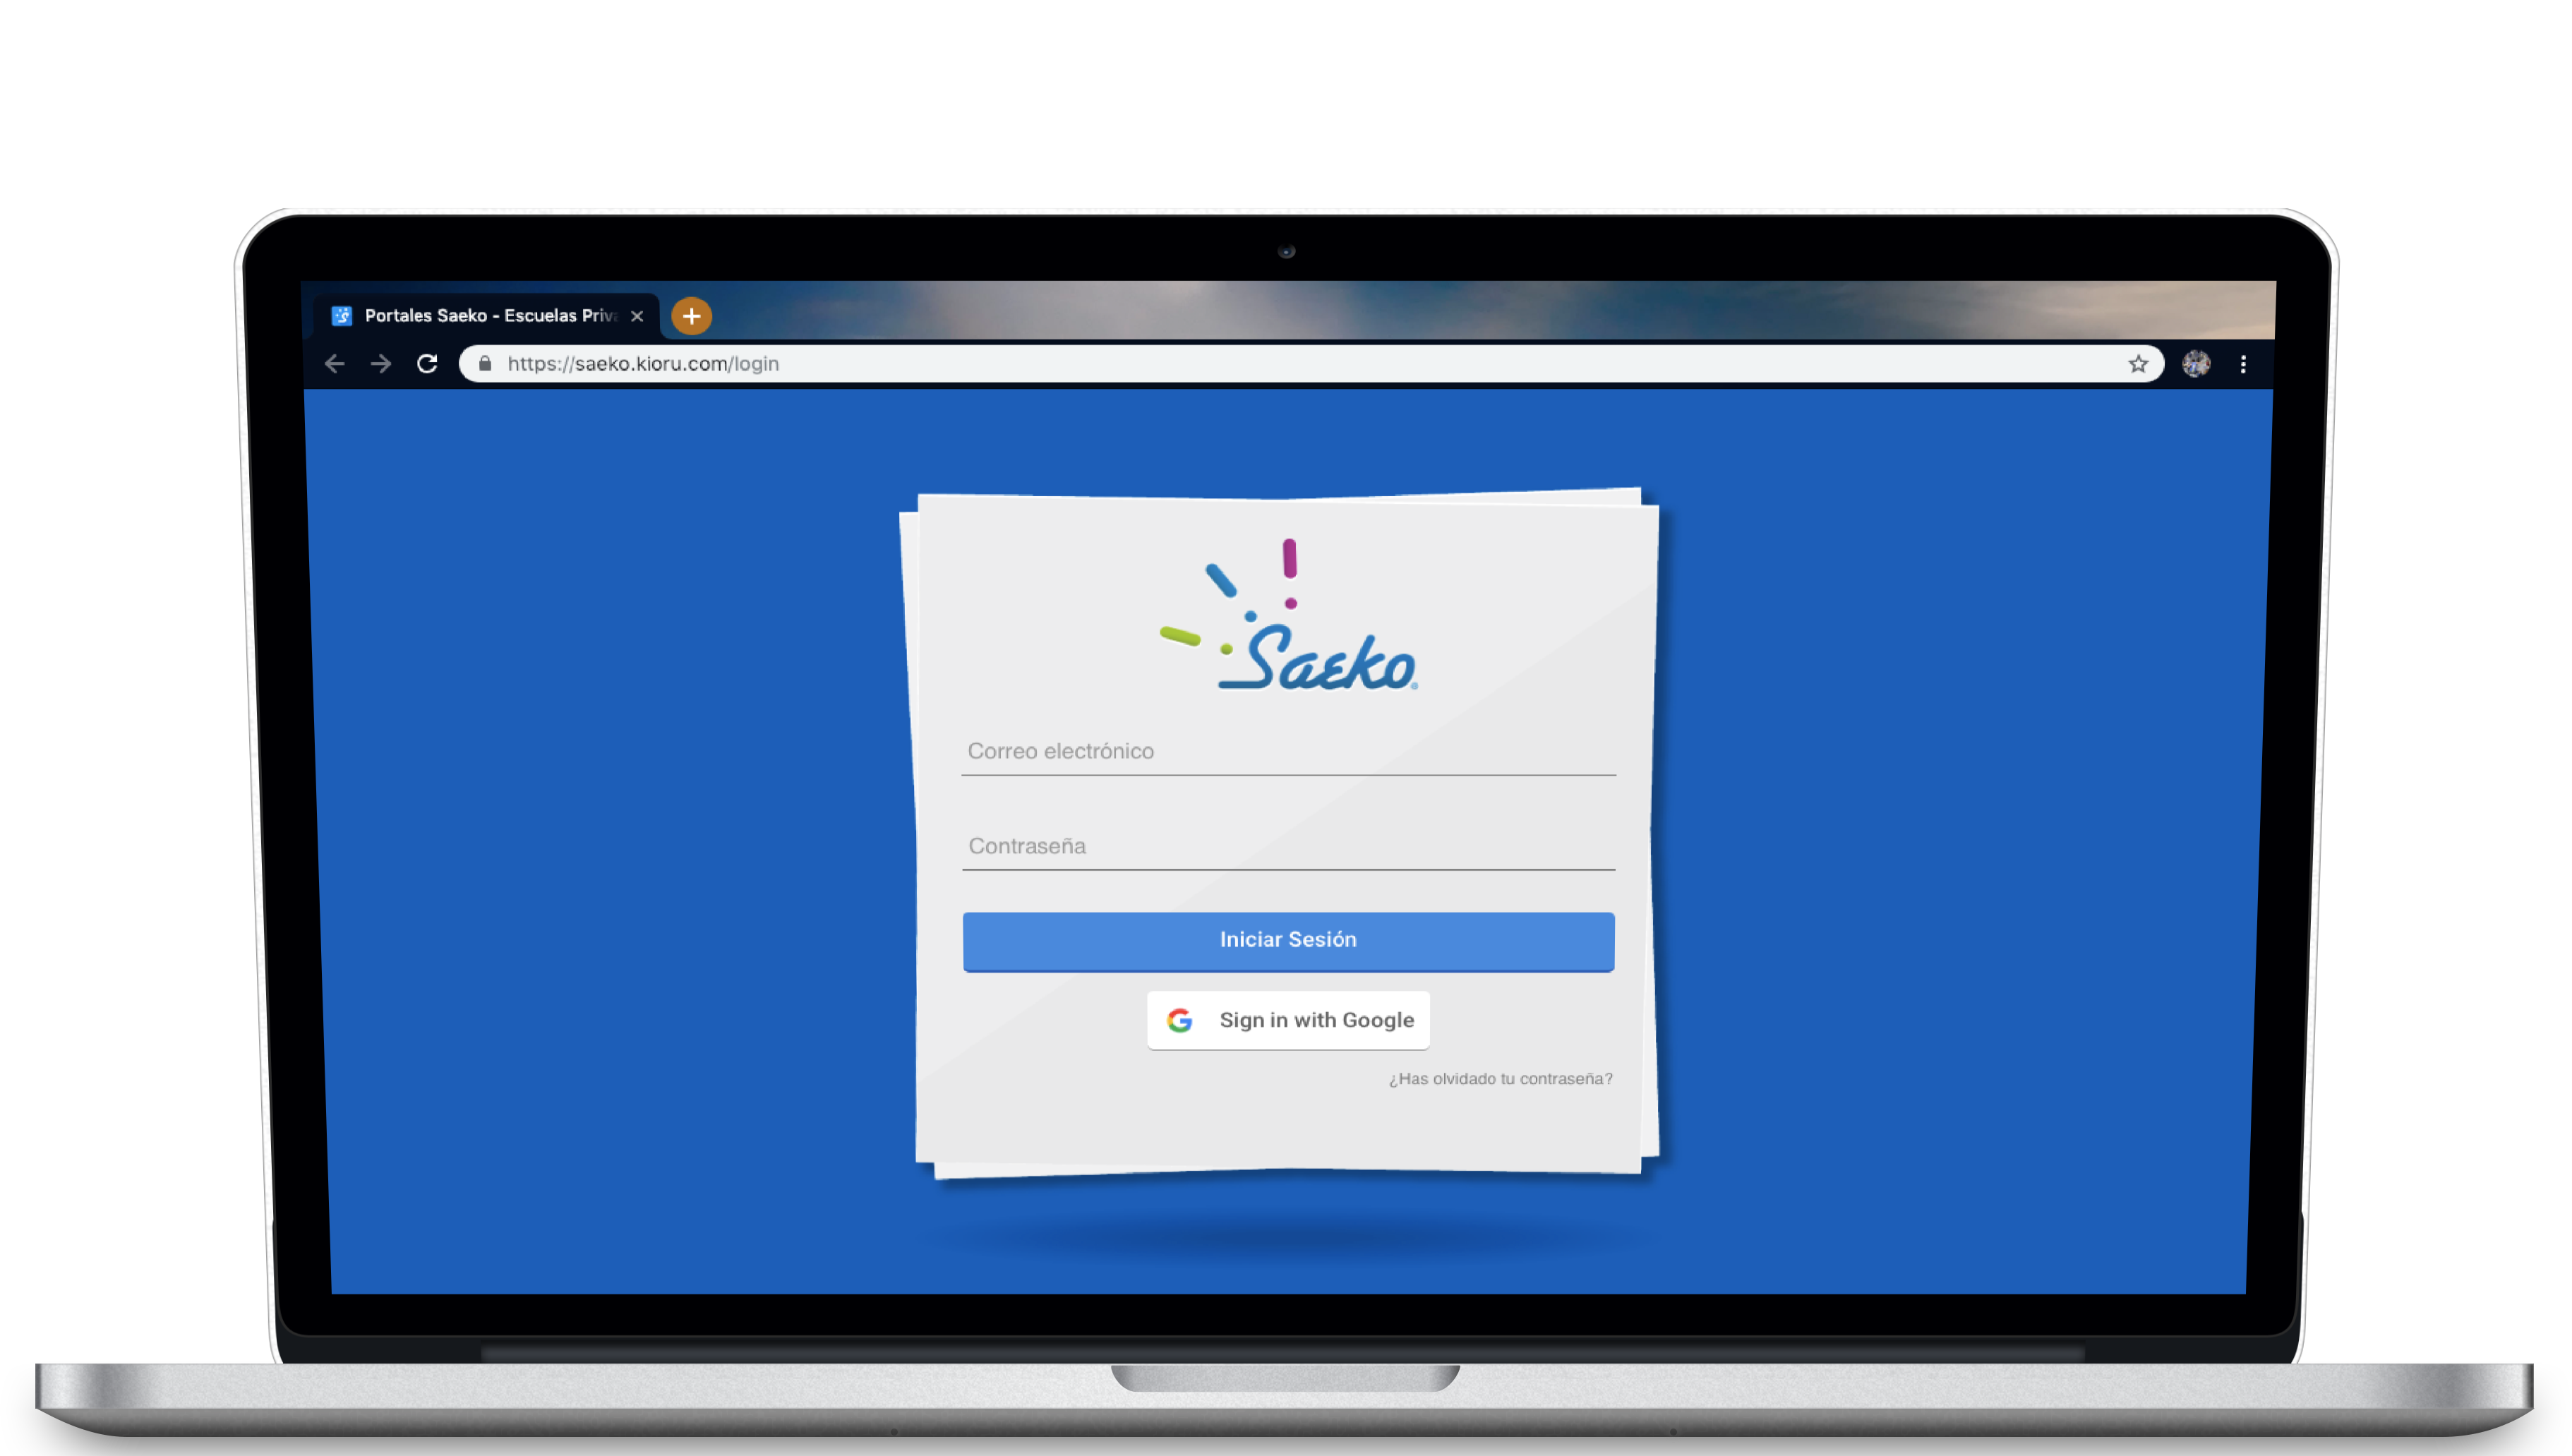 Portales Saeko - Escuelas Priv
https://saeko.kioru.com/login
Saeko
Correo electrónico
Contraseña
Iniciar Sesión
Sign in with Google
¿Has olvidado tu contraseña?